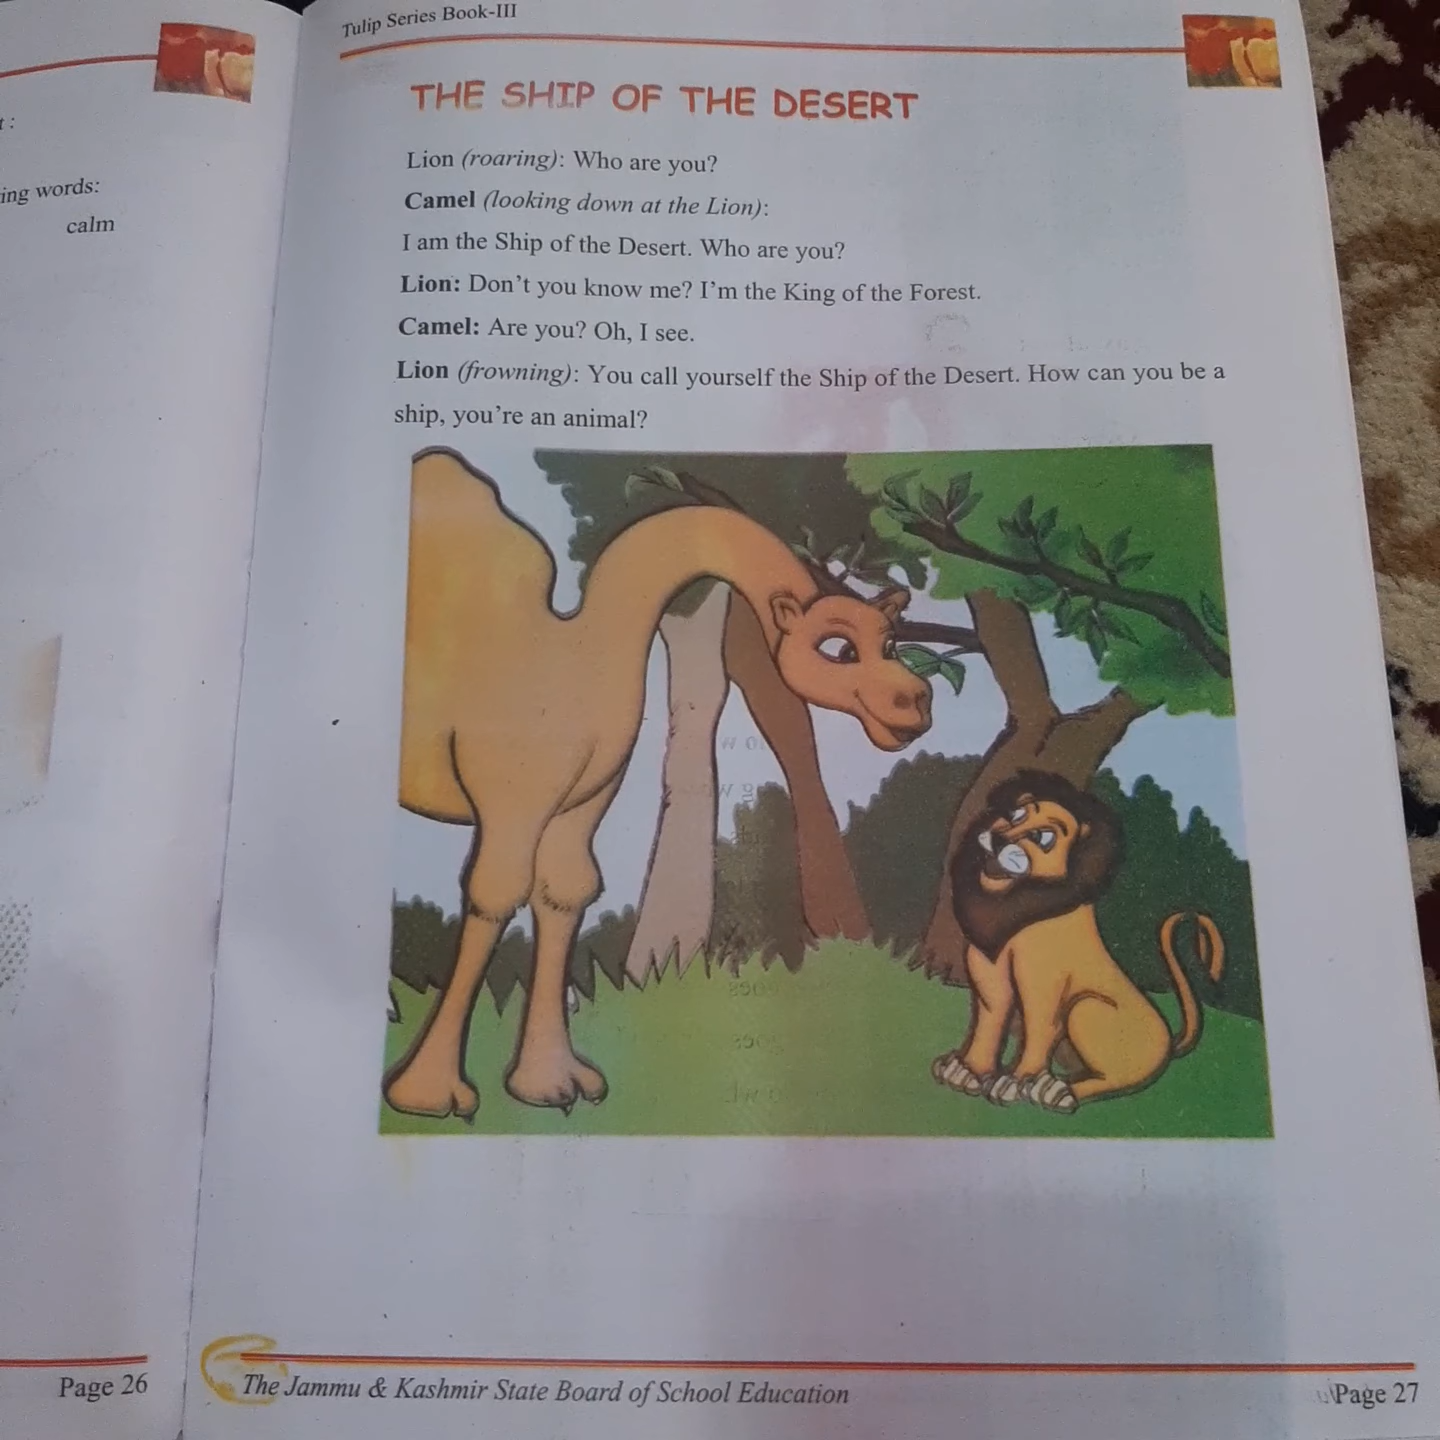 t :
ing words:
calm
Page 26
Tulip Series Book-III
THE SHIP OF THE DESERT
Lion (roaring): Who are you?
Camel (looking down at the Lion):
I am the Ship of the Desert. Who are you?
Lion: Don't you know me? I'm the King of the Forest.
Camel: Are you? Oh, I see.
Lion (frowning): You call yourself the Ship of the Desert. How can you be a
ship, you're an animal?
The Jammu & Kashmir State Board of School Education
Page 27